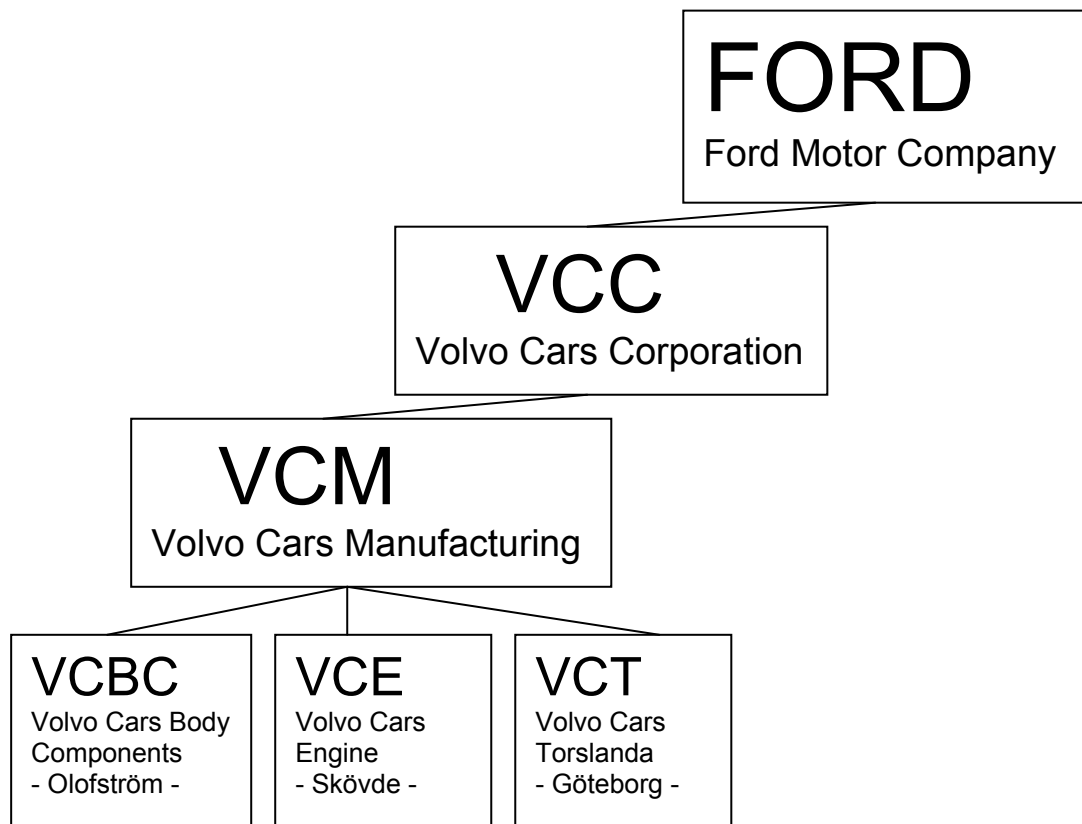 FORD
Ford Motor Company
VCC
Volvo Cars Corporation
VCM
Volvo Cars Manufacturing
VCBC
Volvo Cars Body
Components
- Olofström -
VCE
Volvo Cars
Engine
- Skövde -
VCT
Volvo Cars
Torslanda
- Göteborg -